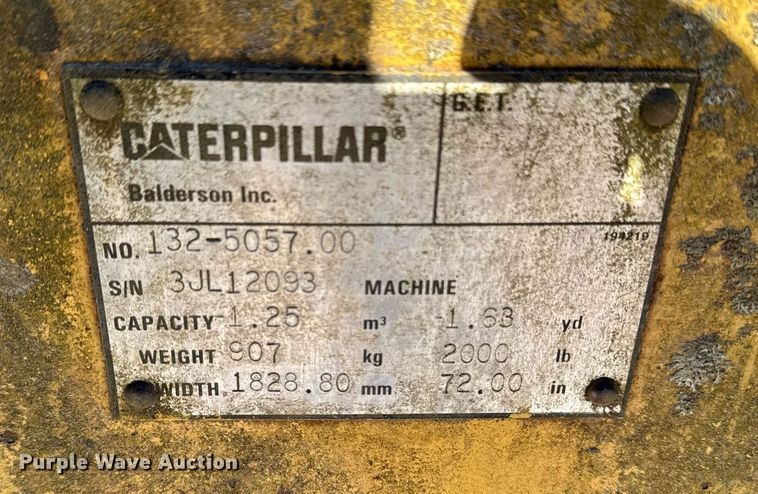 CATERPILLAR®
Balderson Inc.
G.E.T.
NO. 132-5057.00
194219
S/N 3JL12093 MACHINE
CAPACITY 1.25 m³ 1.63 yd
WEIGHT 907 kg 2000 lb
WIDTH 1828.80 mm 72.00 in
Purple Wave Auction